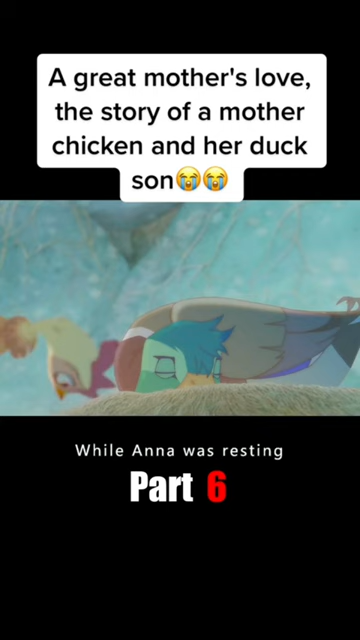 A great mother's love,
the story of a mother
chicken and her duck
son😭😭
While Anna was resting
Part 6